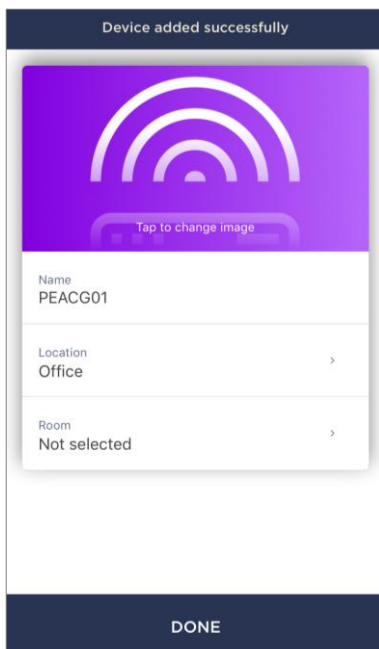 Device added successfully
Tap to change image
Name
PEACG01
Location
Office
Room
Not selected
DONE